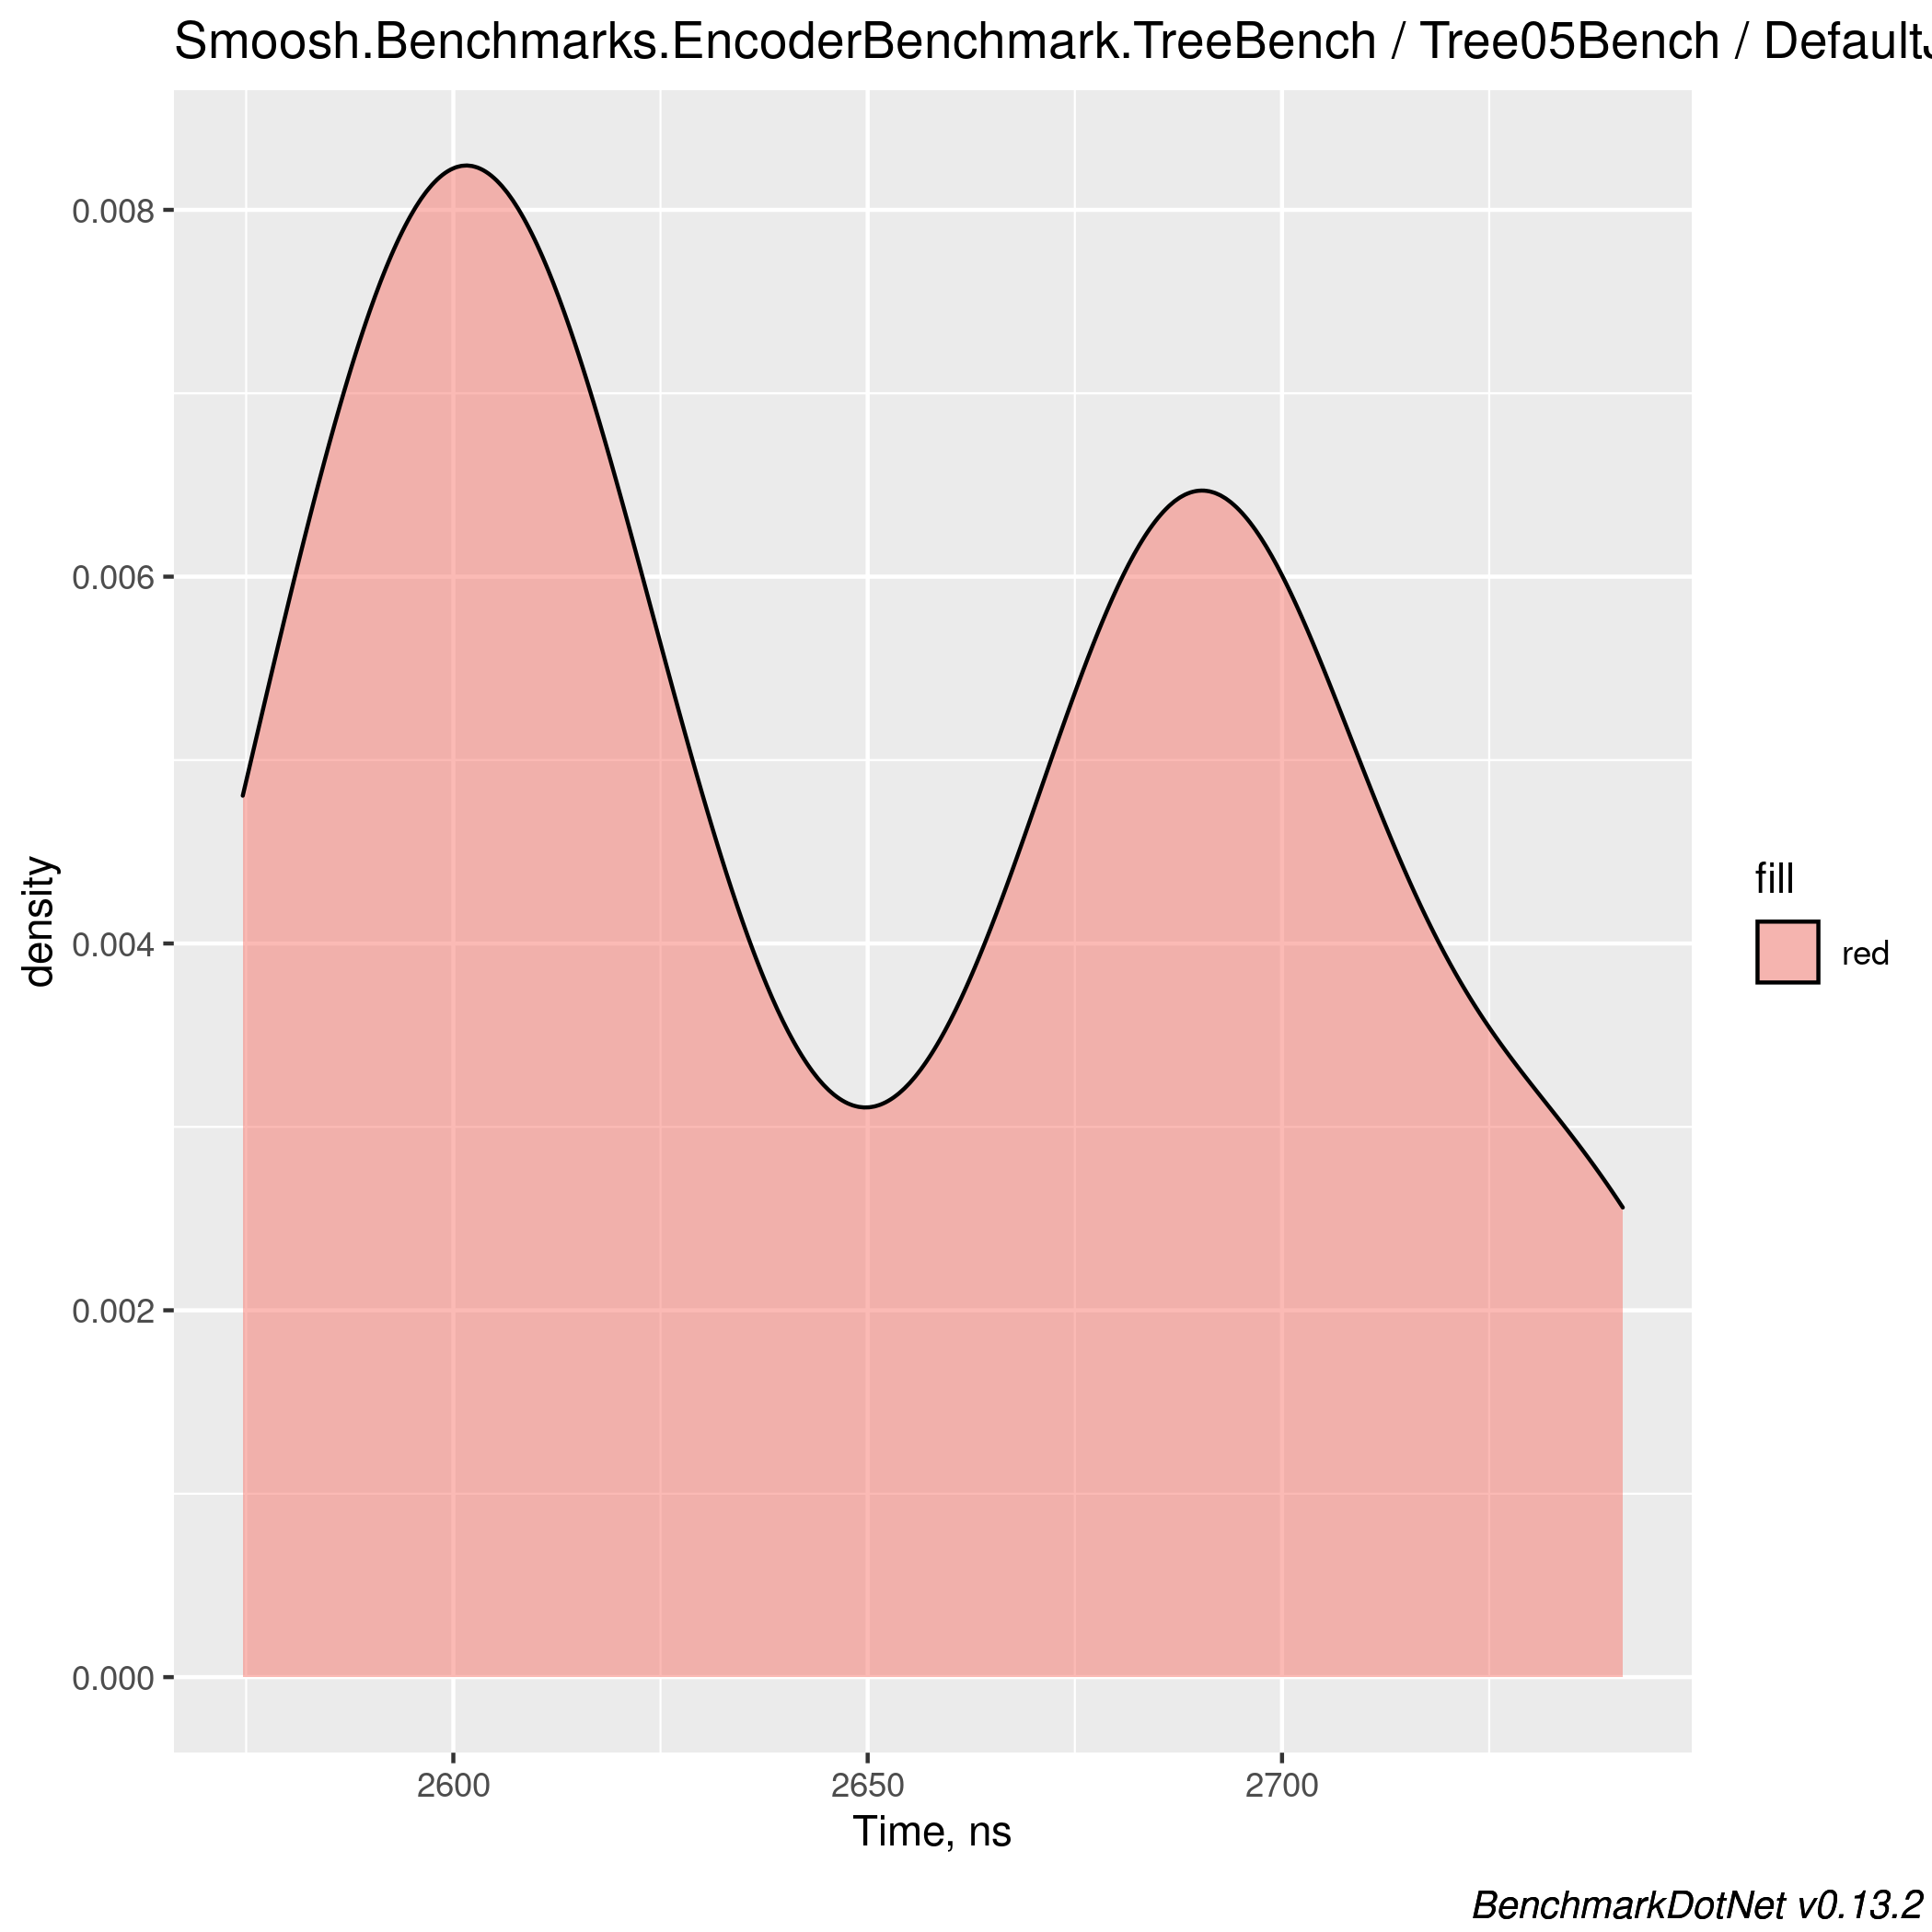 Smoosh.Benchmarks.EncoderBenchmark.TreeBench / Tree05Bench / Default
0.008
0.006
0.004
0.002
0.000
density
2600 2650 2700
Time, ns
fill
red
BenchmarkDotNet v0.13.2